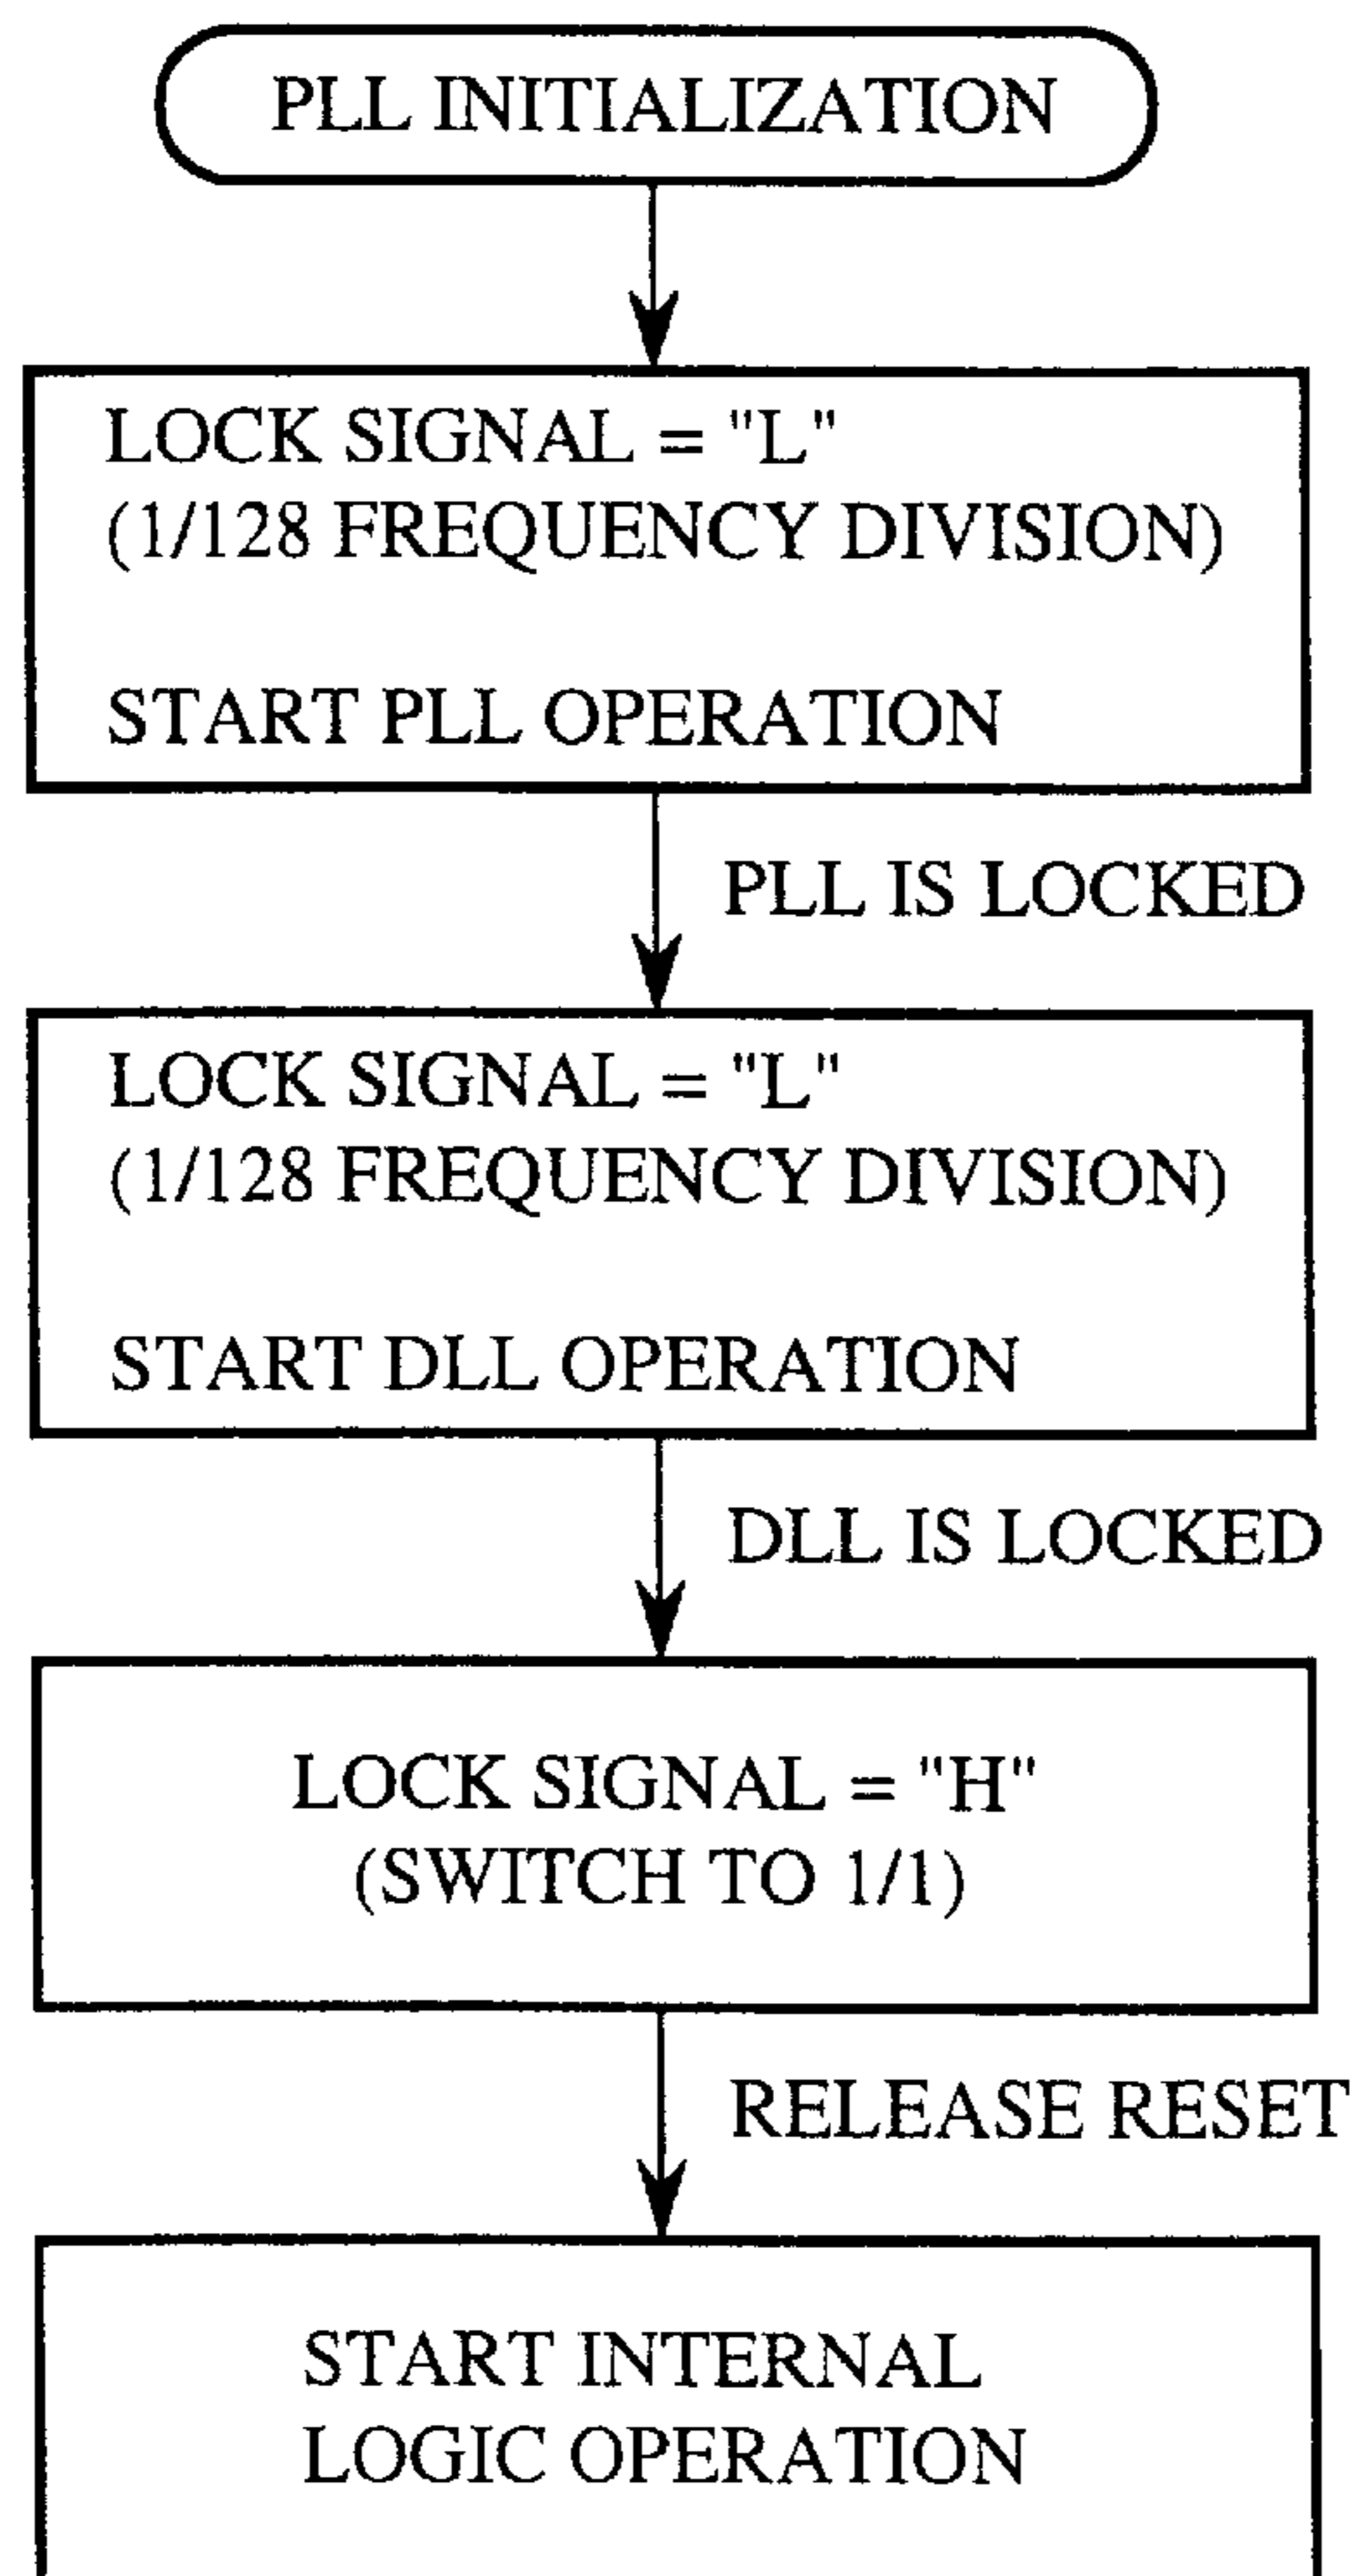 PLL INITIALIZATION
LOCK SIGNAL = "L"
(1/128 FREQUENCY DIVISION)
START PLL OPERATION
PLL IS LOCKED
LOCK SIGNAL = "L"
(1/128 FREQUENCY DIVISION)
START DLL OPERATION
DLL IS LOCKED
LOCK SIGNAL = "H"
(SWITCH TO 1/1)
RELEASE RESET
START INTERNAL
LOGIC OPERATION